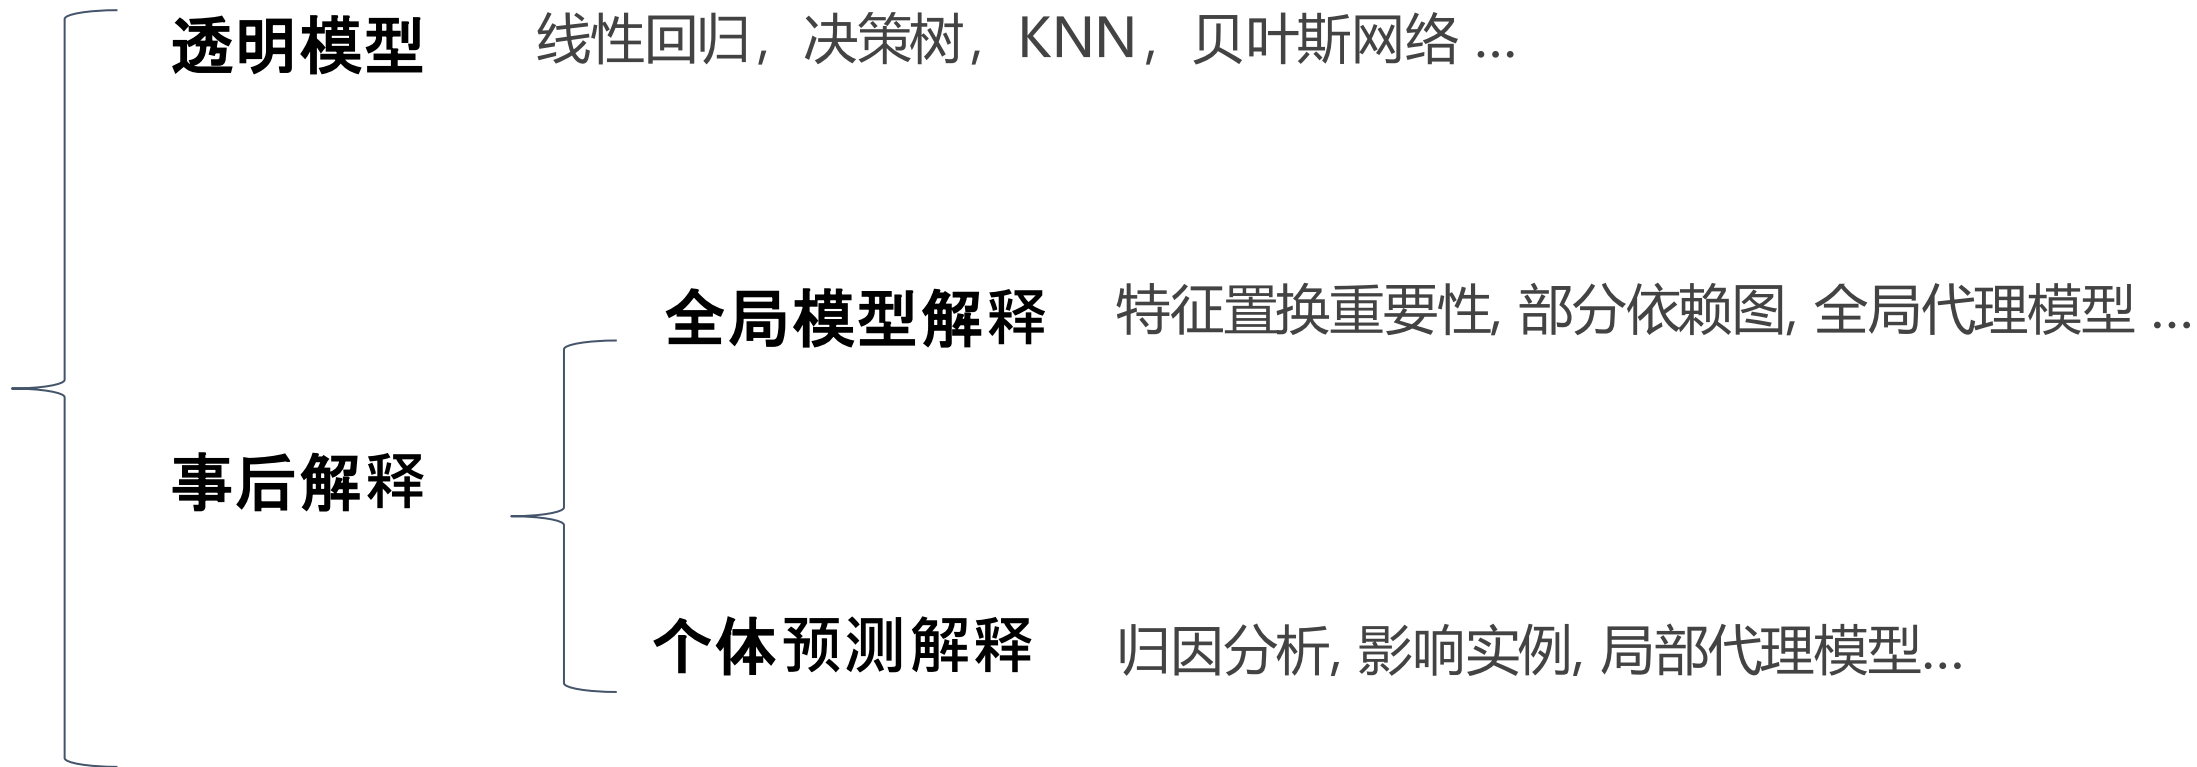 透明模型 线性回归，决策树，KNN，贝叶斯网络 ...
全局模型解释 特征置换重要性, 部分依赖图, 全局代理模型 ...
事后解释
个体预测解释 归因分析, 影响实例, 局部代理模型...